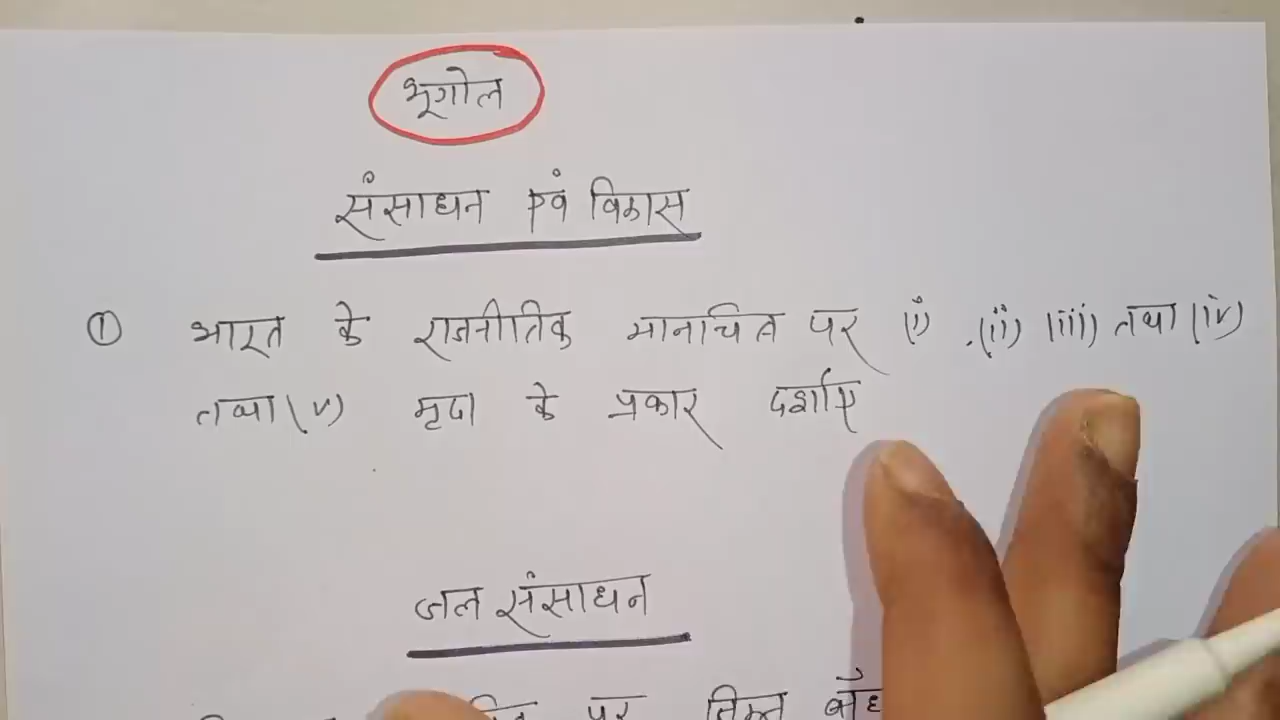 भूगोल
संसाधन एवं विकास
① भारत के राजनीतिक मानचित्र पर (i) .(ii) (iii) तथा (iv)
तथा (v) मृदा के प्रकार दर्शाए
जल संसाधन
पर निम्न बाँध